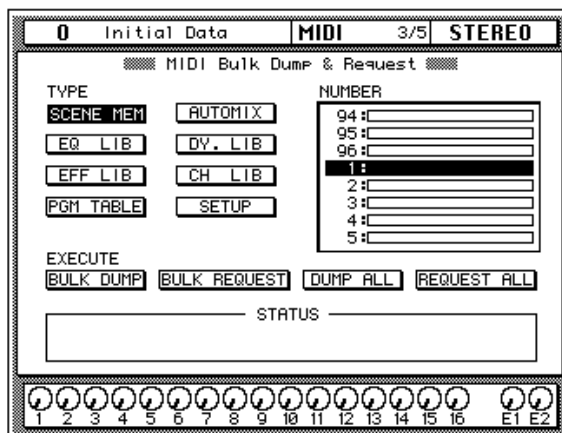 0 Initial Data MIDI 3/5 STEREO
MIDI Bulk Dump & Request
TYPE NUMBER
SCENE MEM AUTOMIX
EQ LIB DY. LIB
EFF LIB CH LIB
PGM TABLE SETUP
94:
95:
96:
1:
2:
3:
4:
5:
EXECUTE
BULK DUMP BULK REQUEST DUMP ALL REQUEST ALL
STATUS
1 2 3 4 5 6 7 8 9 10 11 12 13 14 15 16 E1 E2